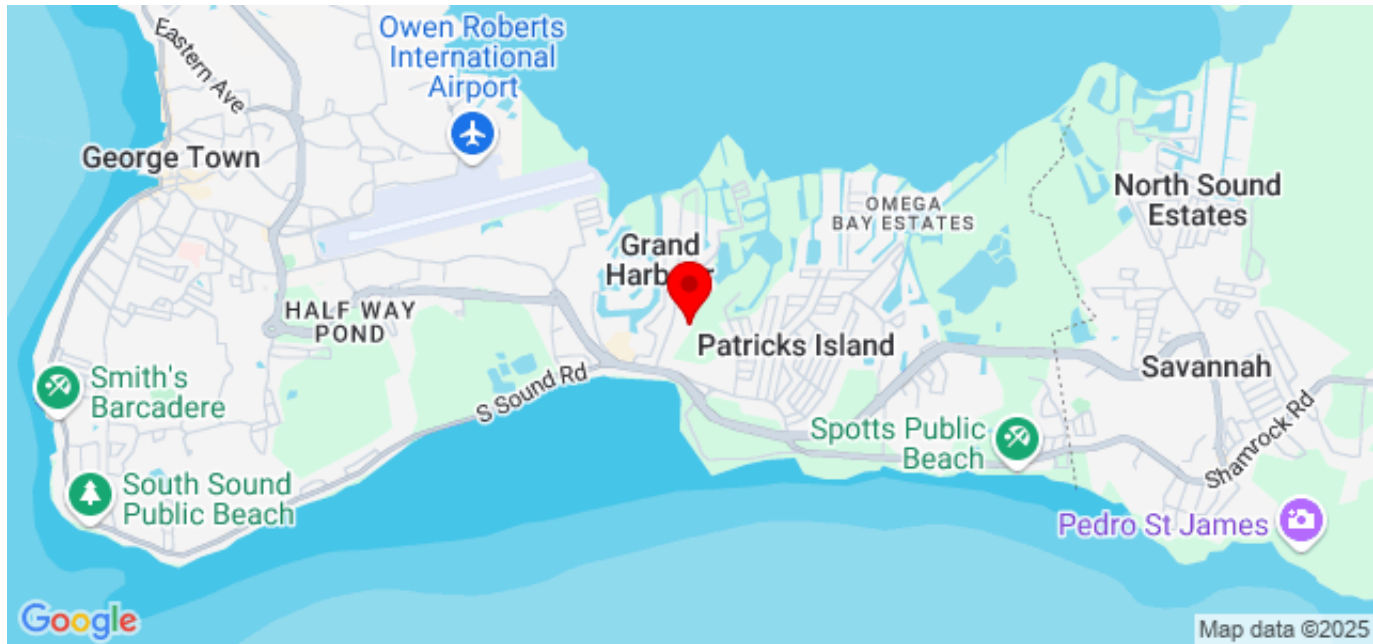 Owen Roberts
International
Airport
Eastern Ave
George Town
North Sound
Estates
OMEGA
BAY ESTATES
Grand
Harbour
HALF WAY
POND
Patricks Island
Savannah
Smith's
Barcadere
S Sound Rd
Spotts Public
Beach
Shamrock Rd
South Sound
Public Beach
Pedro St James
Google
Map data ©2025